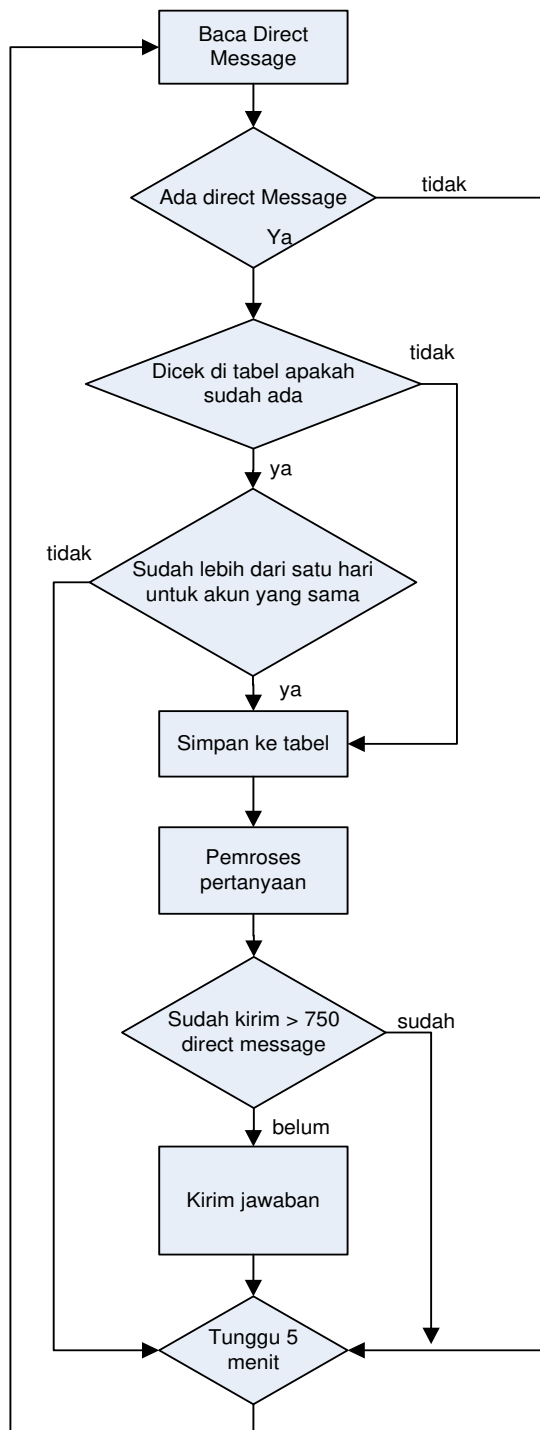 Baca Direct
Message
Ada direct Message
tidak
Ya
Dicek di tabel apakah
sudah ada
tidak
ya
Sudah lebih dari satu hari
untuk akun yang sama
tidak
ya
Simpan ke tabel
Pemroses
pertanyaan
Sudah kirim > 750
direct message
sudah
belum
Kirim jawaban
Tunggu 5
menit